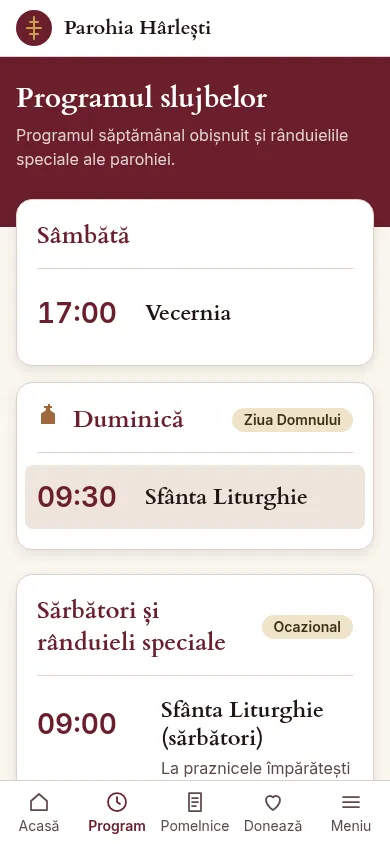 Parohia Hârlești
Programul slujbelor
Programul săptămânal obișnuit și rânduielile
speciale ale parohiei.
Sâmbătă
17:00 Vecernia
Duminică Ziua Domnului
09:30 Sfânta Liturghie
Sărbători și
rânduieli speciale
Ocazional
09:00 Sfânta Liturghie
(sărbători)
La praznicele împărătești
Acasă Program Pomelnice Donează Meniu